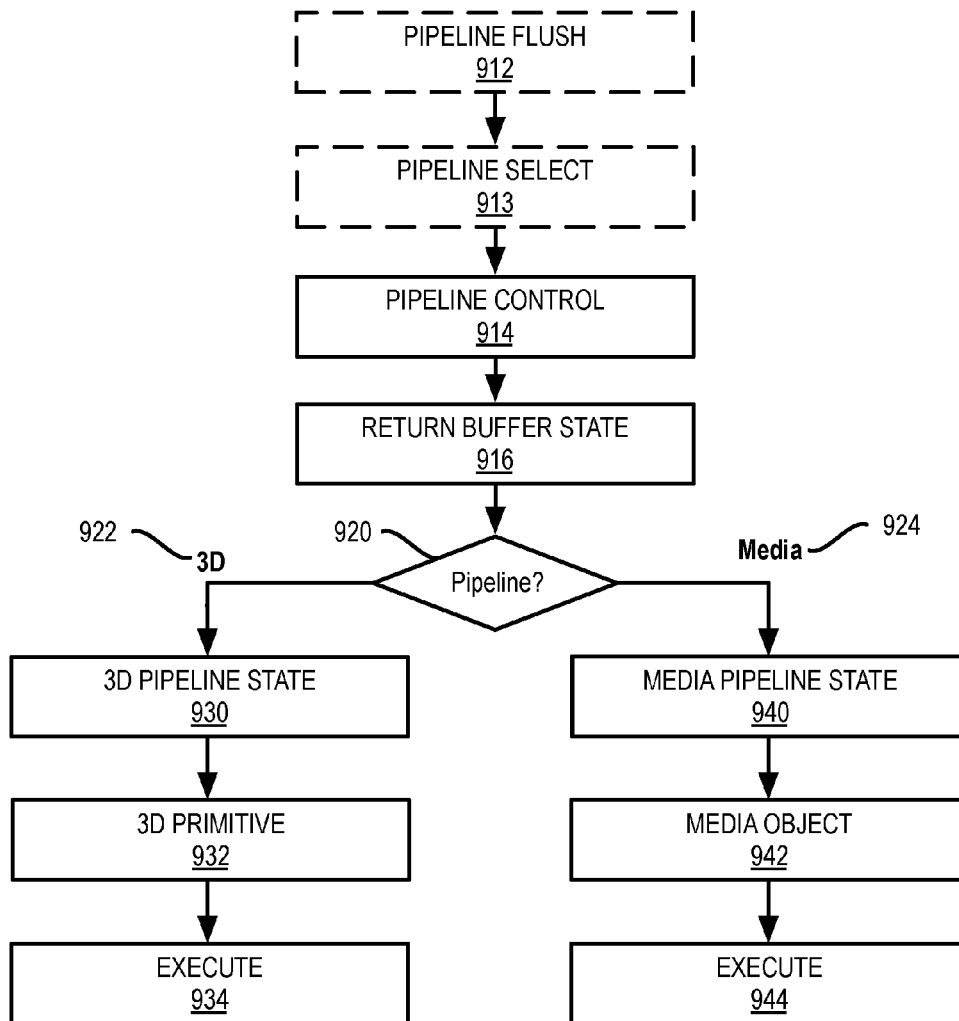 PIPELINE FLUSH
912
PIPELINE SELECT
913
PIPELINE CONTROL
914
RETURN BUFFER STATE
916
922
3D
920
Pipeline?
Media
924
3D PIPELINE STATE
930
MEDIA PIPELINE STATE
940
3D PRIMITIVE
932
MEDIA OBJECT
942
EXECUTE
934
EXECUTE
944